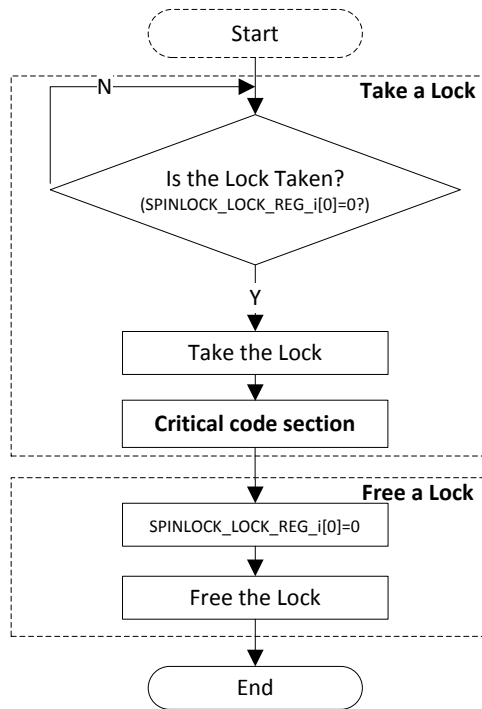 Start
N
Take a Lock
Is the Lock Taken?
(SPINLOCK_LOCK_REG_i[0]=0?)
Y
Take the Lock
Critical code section
Free a Lock
SPINLOCK_LOCK_REG_i[0]=0
Free the Lock
End